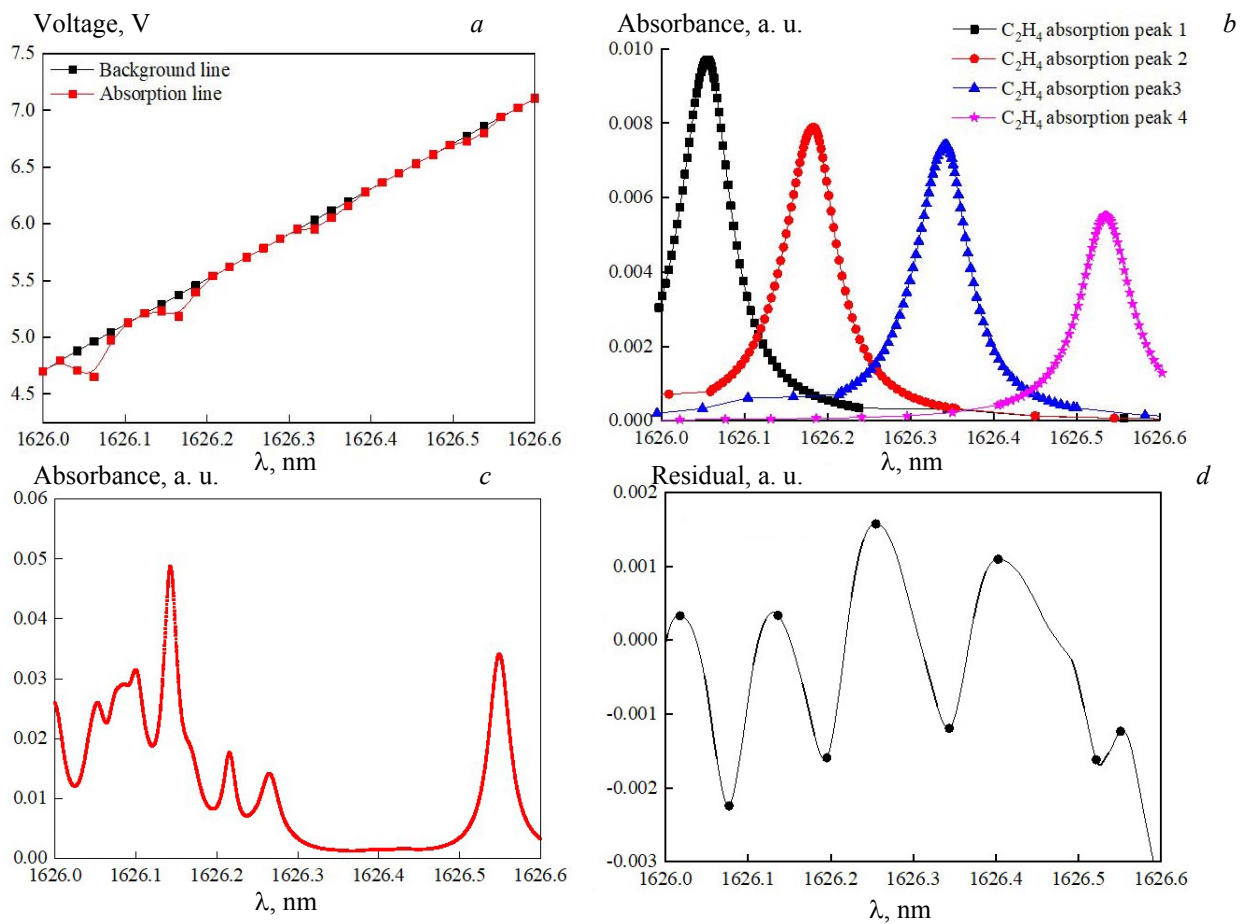 Voltage, V
a
7.5
7.0
6.5
6.0
5.5
5.0
4.5
Background line
Absorption line
1626.0 1626.1 1626.2 1626.3 1626.4 1626.5 1626.6
λ, nm
Absorbance, a. u.
b
0.010
0.008
0.006
0.004
0.002
0.000
C₂H₄ absorption peak 1
C₂H₄ absorption peak 2
C₂H₄ absorption peak3
C₂H₄ absorption peak 4
1626.0 1626.1 1626.2 1626.3 1626.4 1626.5 1626.6
λ, nm
Absorbance, a. u.
c
0.06
0.05
0.04
0.03
0.02
0.01
0.00
1626.0 1626.1 1626.2 1626.3 1626.4 1626.5 1626.6
λ, nm
Residual, a. u.
d
0.002
0.001
0.000
-0.001
-0.002
-0.003
1626.0 1626.1 1626.2 1626.3 1626.4 1626.5 1626.6
λ, nm